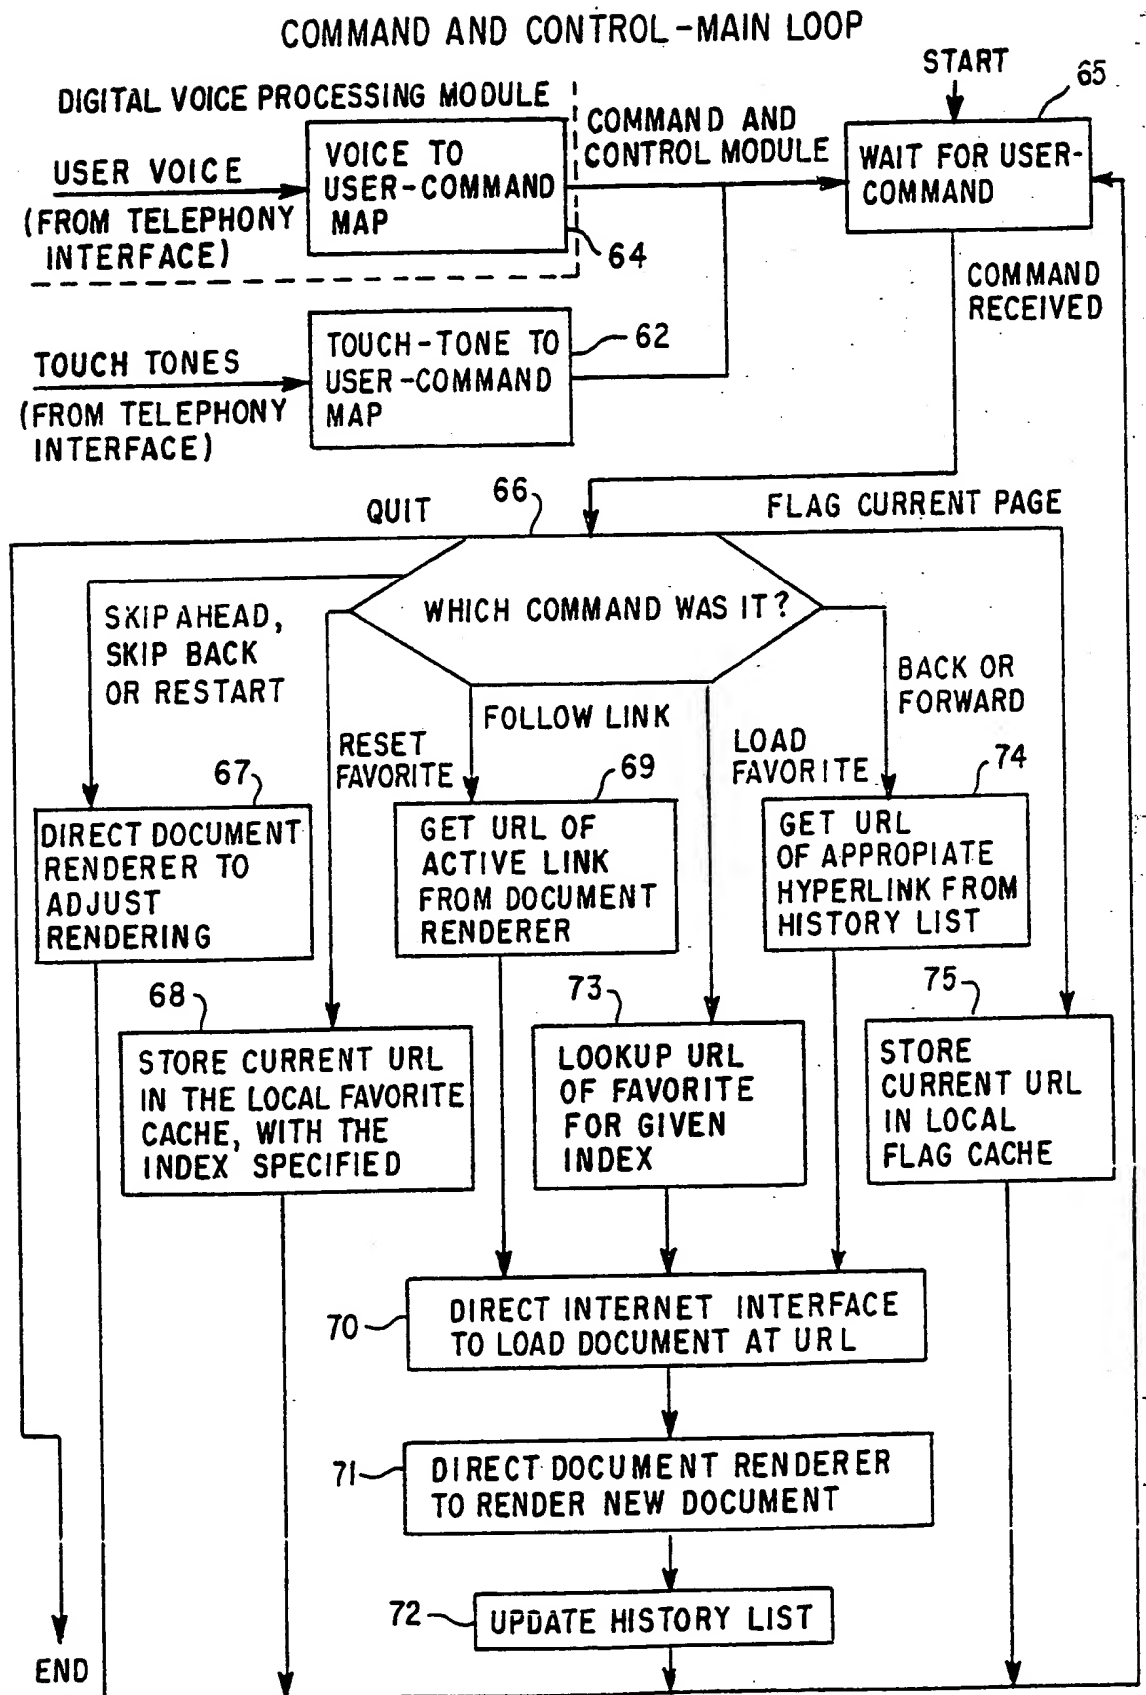 COMMAND AND CONTROL-MAIN LOOP
START
65
DIGITAL VOICE PROCESSING MODULE
COMMAND AND
CONTROL MODULE
USER VOICE
(FROM TELEPHONY
INTERFACE)
VOICE TO
USER-COMMAND
MAP
64
WAIT FOR USER-
COMMAND
COMMAND
RECEIVED
TOUCH TONES
(FROM TELEPHONY
INTERFACE)
TOUCH-TONE TO
USER-COMMAND
MAP
62
QUIT
66
FLAG CURRENT PAGE
WHICH COMMAND WAS IT?
SKIP AHEAD,
SKIP BACK
OR RESTART
RESET
FAVORITE
FOLLOW LINK
LOAD
FAVORITE
BACK OR
FORWARD
67
DIRECT DOCUMENT
RENDERER TO
ADJUST
RENDERING
69
GET URL OF
ACTIVE LINK
FROM DOCUMENT
RENDERER
74
GET URL
OF APPROPIATE
HYPERLINK FROM
HISTORY LIST
68
STORE CURRENT URL
IN THE LOCAL FAVORITE
CACHE, WITH THE
INDEX SPECIFIED
73
LOOKUP URL
OF FAVORITE
FOR GIVEN
INDEX
75
STORE
CURRENT URL
IN LOCAL
FLAG CACHE
70
DIRECT INTERNET INTERFACE
TO LOAD DOCUMENT AT URL
71
DIRECT DOCUMENT RENDERER
TO RENDER NEW DOCUMENT
72
UPDATE HISTORY LIST
END